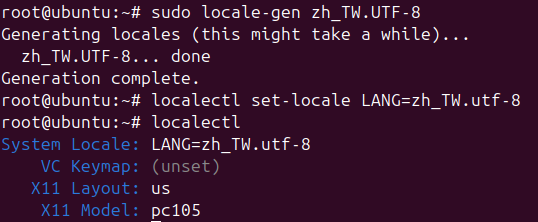 root@ubuntu:~# sudo locale-gen zh_TW.UTF-8
Generating locales (this might take a while)...
  zh_TW.UTF-8... done
Generation complete.
root@ubuntu:~# localectl set-locale LANG=zh_TW.utf-8
root@ubuntu:~# localectl
System Locale: LANG=zh_TW.utf-8
    VC Keymap: (unset)
   X11 Layout: us
    X11 Model: pc105